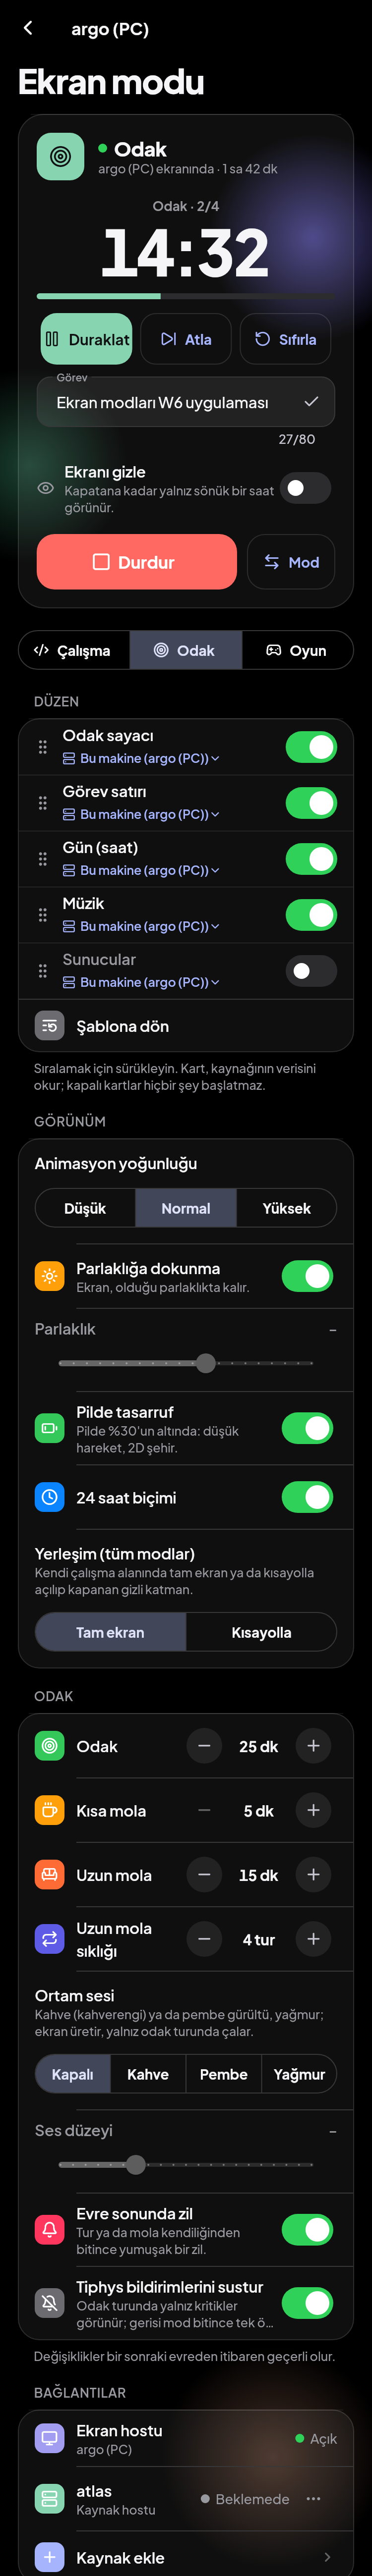 argo (PC)
Ekran modu
Odak
argo (PC) ekranında · 1 sa 42 dk
Odak · 2/4
14:32
Duraklat
Atla
Sıfırla
Görev
Ekran modları W6 uygulaması
27/80
Ekranı gizle
Kapatana kadar yalnız sönük bir saat
görünür.
Durdur
Mod
Çalışma
Odak
Oyun
DÜZEN
Odak sayacı
Bu makine (argo (PC))
Görev satırı
Bu makine (argo (PC))
Gün (saat)
Bu makine (argo (PC))
Müzik
Bu makine (argo (PC))
Sunucular
Bu makine (argo (PC))
Şablona dön
Sıralamak için sürükleyin. Kart, kaynağının verisini
okur; kapalı kartlar hiçbir şey başlatmaz.
GÖRÜNÜM
Animasyon yoğunluğu
Düşük
Normal
Yüksek
Parlaklığa dokunma
Ekran, olduğu parlaklıkta kalır.
Parlaklık
–
Pilde tasarruf
Pilde %30'un altında: düşük
hareket, 2D şehir.
24 saat biçimi
Yerleşim (tüm modlar)
Kendi çalışma alanında tam ekran ya da kısayolla
açılıp kapanan gizli katman.
Tam ekran
Kısayolla
ODAK
Odak
25 dk
Kısa mola
5 dk
Uzun mola
15 dk
Uzun mola
sıklığı
4 tur
Ortam sesi
Kahve (kahverengi) ya da pembe gürültü, yağmur;
ekran üretir, yalnız odak turunda çalar.
Kapalı
Kahve
Pembe
Yağmur
Ses düzeyi
–
Evre sonunda zil
Tur ya da mola kendiliğinden
bitince yumuşak bir zil.
Tiphys bildirimlerini sustur
Odak turunda yalnız kritikler
görünür; gerisi mod bitince tek ö…
Değişiklikler bir sonraki evreden itibaren geçerli olur.
BAĞLANTILAR
Ekran hostu
argo (PC)
Açık
atlas
Kaynak hostu
Beklemede
Kaynak ekle